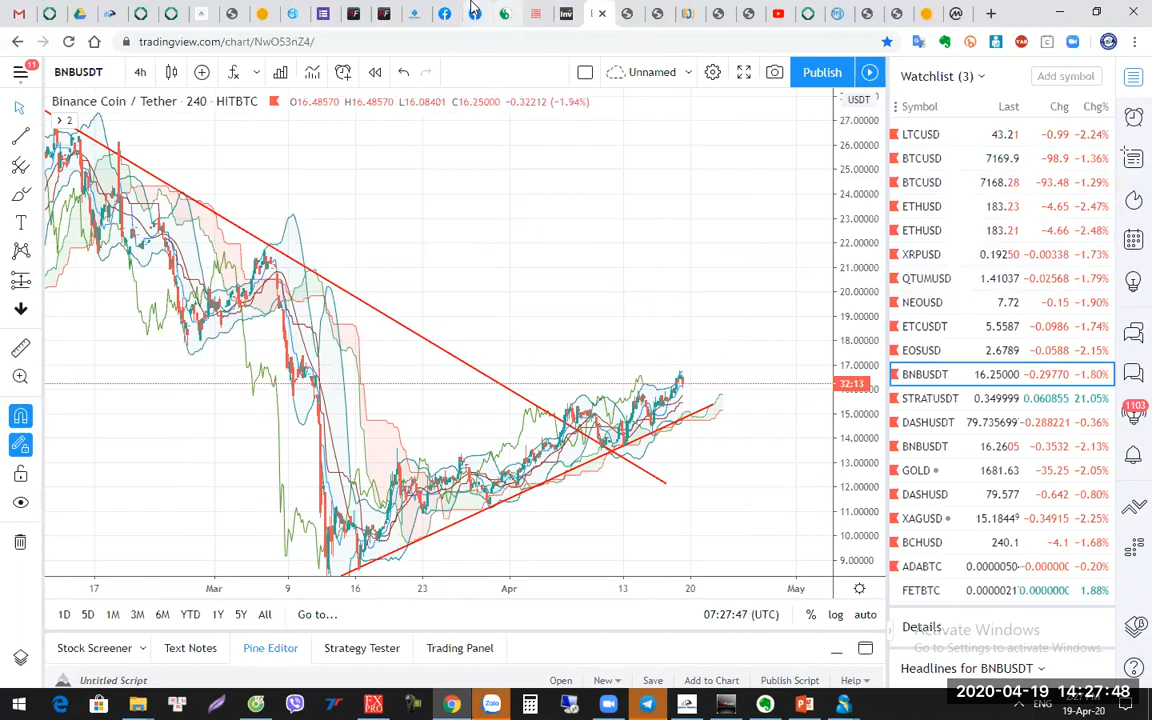 tradingview.com/chart/NwO53nZ4/
11
BNBUSDT 4h Unnamed Publish
Watchlist (3) Add symbol
Binance Coin / Tether · 240 · HITBTC O16.48570 H16.48570 L16.08401 C16.25000 -0.32212 (-1.94%)
USDT
2
Symbol Last Chg Chg%
LTCUSD 43.21 -0.99 -2.24%
BTCUSD 7169.9 -98.9 -1.36%
BTCUSD 7168.28 -93.48 -1.29%
ETHUSD 183.23 -4.65 -2.47%
ETHUSD 183.21 -4.66 -2.48%
XRPUSD 0.19250 -0.00338 -1.73%
QTUMUSD 1.41037 -0.02568 -1.79%
NEOUSD 7.72 -0.15 -1.90%
ETCUSDT 5.5587 -0.0986 -1.74%
EOSUSD 2.6789 -0.0588 -2.15%
BNBUSDT 16.25000 -0.29770 -1.80%
STRATUSDT 0.349999 0.060855 21.05%
DASHUSDT 79.735699 -0.288221 -0.36%
BNBUSDT 16.2605 -0.3532 -2.13%
GOLD 1681.63 -35.25 -2.05%
DASHUSD 79.577 -0.642 -0.80%
XAGUSD 15.1844⁹ -0.34915 -2.25%
BCHUSD 240.1 -4.1 -1.68%
ADABTC 0.0000050 -0.000000 -0.20%
FETBTC 0.0000021 0.000000 1.88%
27.00000
26.00000
25.00000
24.00000
23.00000
22.00000
21.00000
20.00000
19.00000
18.00000
17.00000
32:13
15.00000
14.00000
13.00000
12.00000
11.00000
10.00000
9.00000
17 Mar 9 16 23 Apr 13 20 May
1103
1D 5D 1M 3M 6M YTD 1Y 5Y All Go to... 07:27:47 (UTC) % log auto
Details
Activate Windows
Go to Settings to activate Windows.
Stock Screener Text Notes Pine Editor Strategy Tester Trading Panel
Headlines for BNBUSDT
Untitled Script Open New Save Add to Chart Publish Script Help
2020-04-19 14:27:48
ENG
19-Apr-20